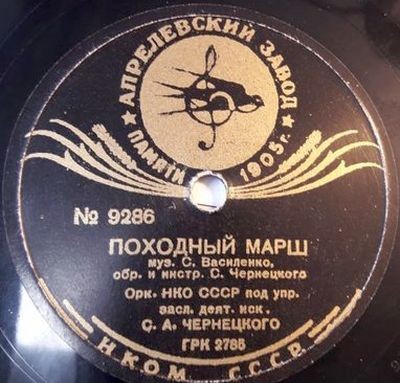 ★ АПРЕЛЕВСКИЙ ЗАВОД ★
ПАМЯТИ 1905 г.
№ 9286
ПОХОДНЫЙ МАРШ
муз. С. Василенко,
обр. и инстр. С. Чернецкого
Орк. НКО СССР под упр.
засл. деят. иск.
С. А. ЧЕРНЕЦКОГО
ГРК 2785
НКОМ СССР